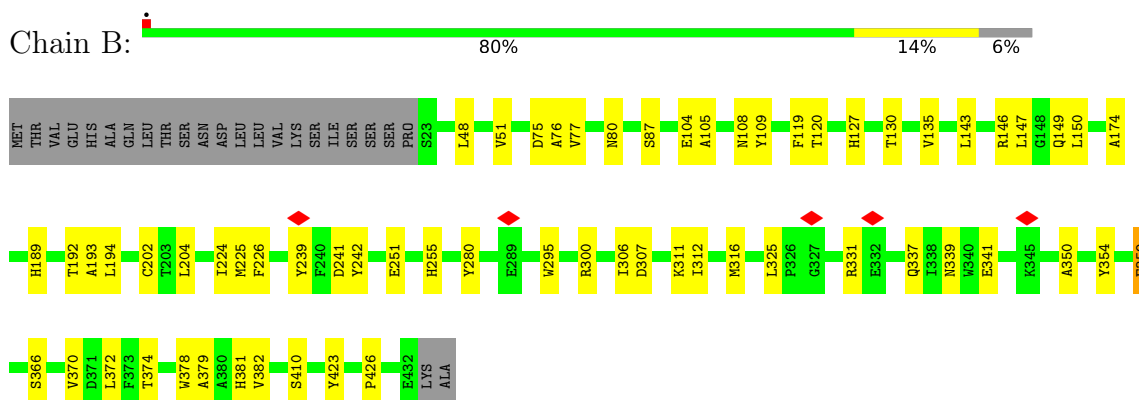 Chain B:
80% 14% 6%
MET THR VAL GLU HIS ALA GLN LEU THR SER ASN ASP LEU LEU VAL LYS SER ILE SER SER SER PRO S23 L48 V51 D75 A76 V77 N80 S87 E104 A105 N108 Y109 F119 T120 H127 T130 V135 L143 R146 L147 G148 Q149 L150 A174
H189 T192 A193 L194 C202 T203 L204 I224 M225 F226 Y239 F240 D241 Y242 E251 H255 Y280 E289 W295 R300 I306 D307 K311 I312 M316 L325 P326 G327 R331 E332 Q337 I338 N339 W340 E341 K345 A350 Y354
S366 V370 D371 L372 F373 T374 W378 A379 A380 H381 V382 S410 Y423 P426 E432 LYS ALA